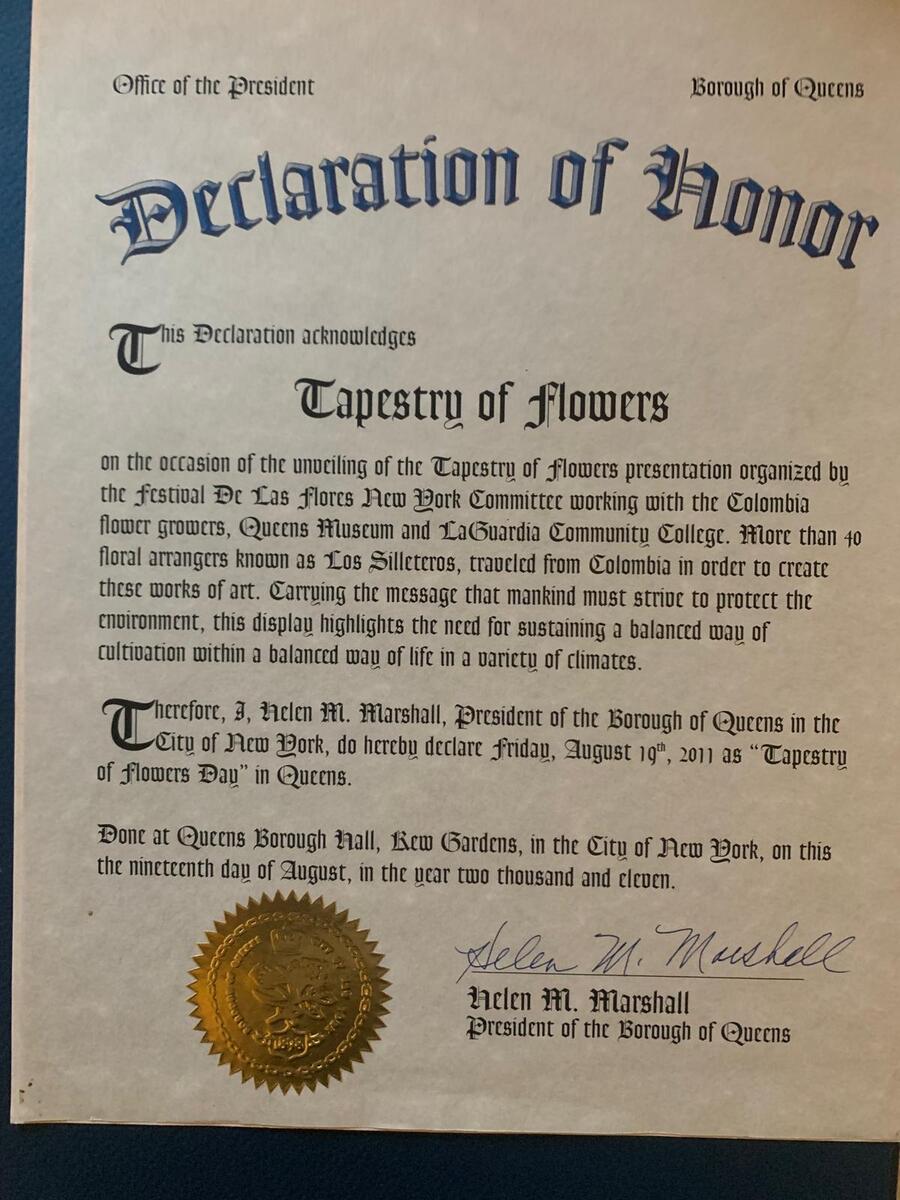 Office of the President
Borough of Queens
Declaration of Honor
This Declaration acknowledges
Tapestry of Flowers
on the occasion of the unveiling of the Tapestry of Flowers presentation organized by
the Festival De Las Flores New York Committee working with the Colombia
flower growers, Queens Museum and LaGuardia Community College. More than 40
floral arrangers known as Los Silleteros, traveled from Colombia in order to create
these works of art. Carrying the message that mankind must strive to protect the
environment, this display highlights the need for sustaining a balanced way of
cultivation within a balanced way of life in a variety of climates.
Therefore, I, Helen M. Marshall, President of the Borough of Queens in the
City of New York, do hereby declare Friday, August 19th, 2011 as “Tapestry
of Flowers Day” in Queens.
Done at Queens Borough Hall, Kew Gardens, in the City of New York, on this
the nineteenth day of August, in the year two thousand and eleven.
Helen M. Marshall
Helen M. Marshall
President of the Borough of Queens
1898